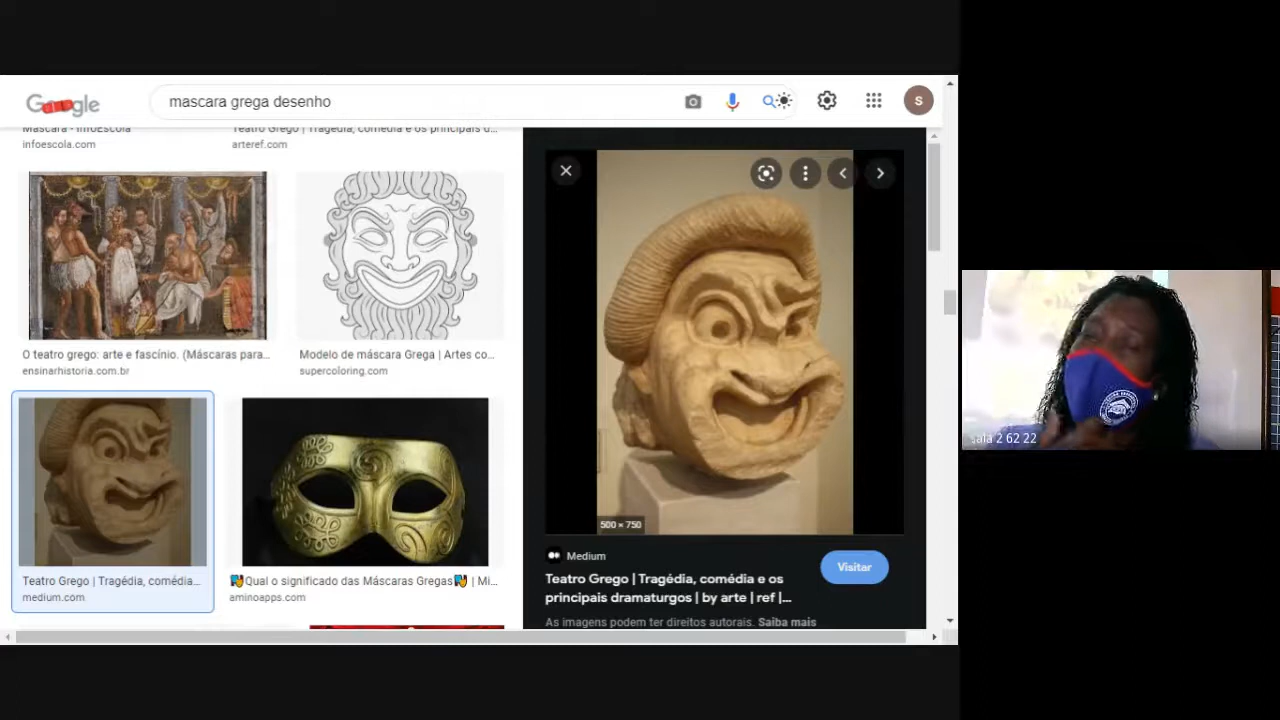 Google
mascara grega desenho
S
Máscara - InfoEscola
infoescola.com
Teatro Grego | Tragédia, comédia e os principais d...
arteref.com
O teatro grego: arte e fascínio. (Máscaras para...
ensinarhistoria.com.br
Modelo de máscara Grega | Artes co...
supercoloring.com
Teatro Grego | Tragédia, comédia...
medium.com
Qual o significado das Máscaras Gregas | Mi...
aminoapps.com
500 × 750
Medium
Teatro Grego | Tragédia, comédia e os
principais dramaturgos | by arte | ref |...
Visitar
As imagens podem ter direitos autorais. Saiba mais
sala 2 62 22